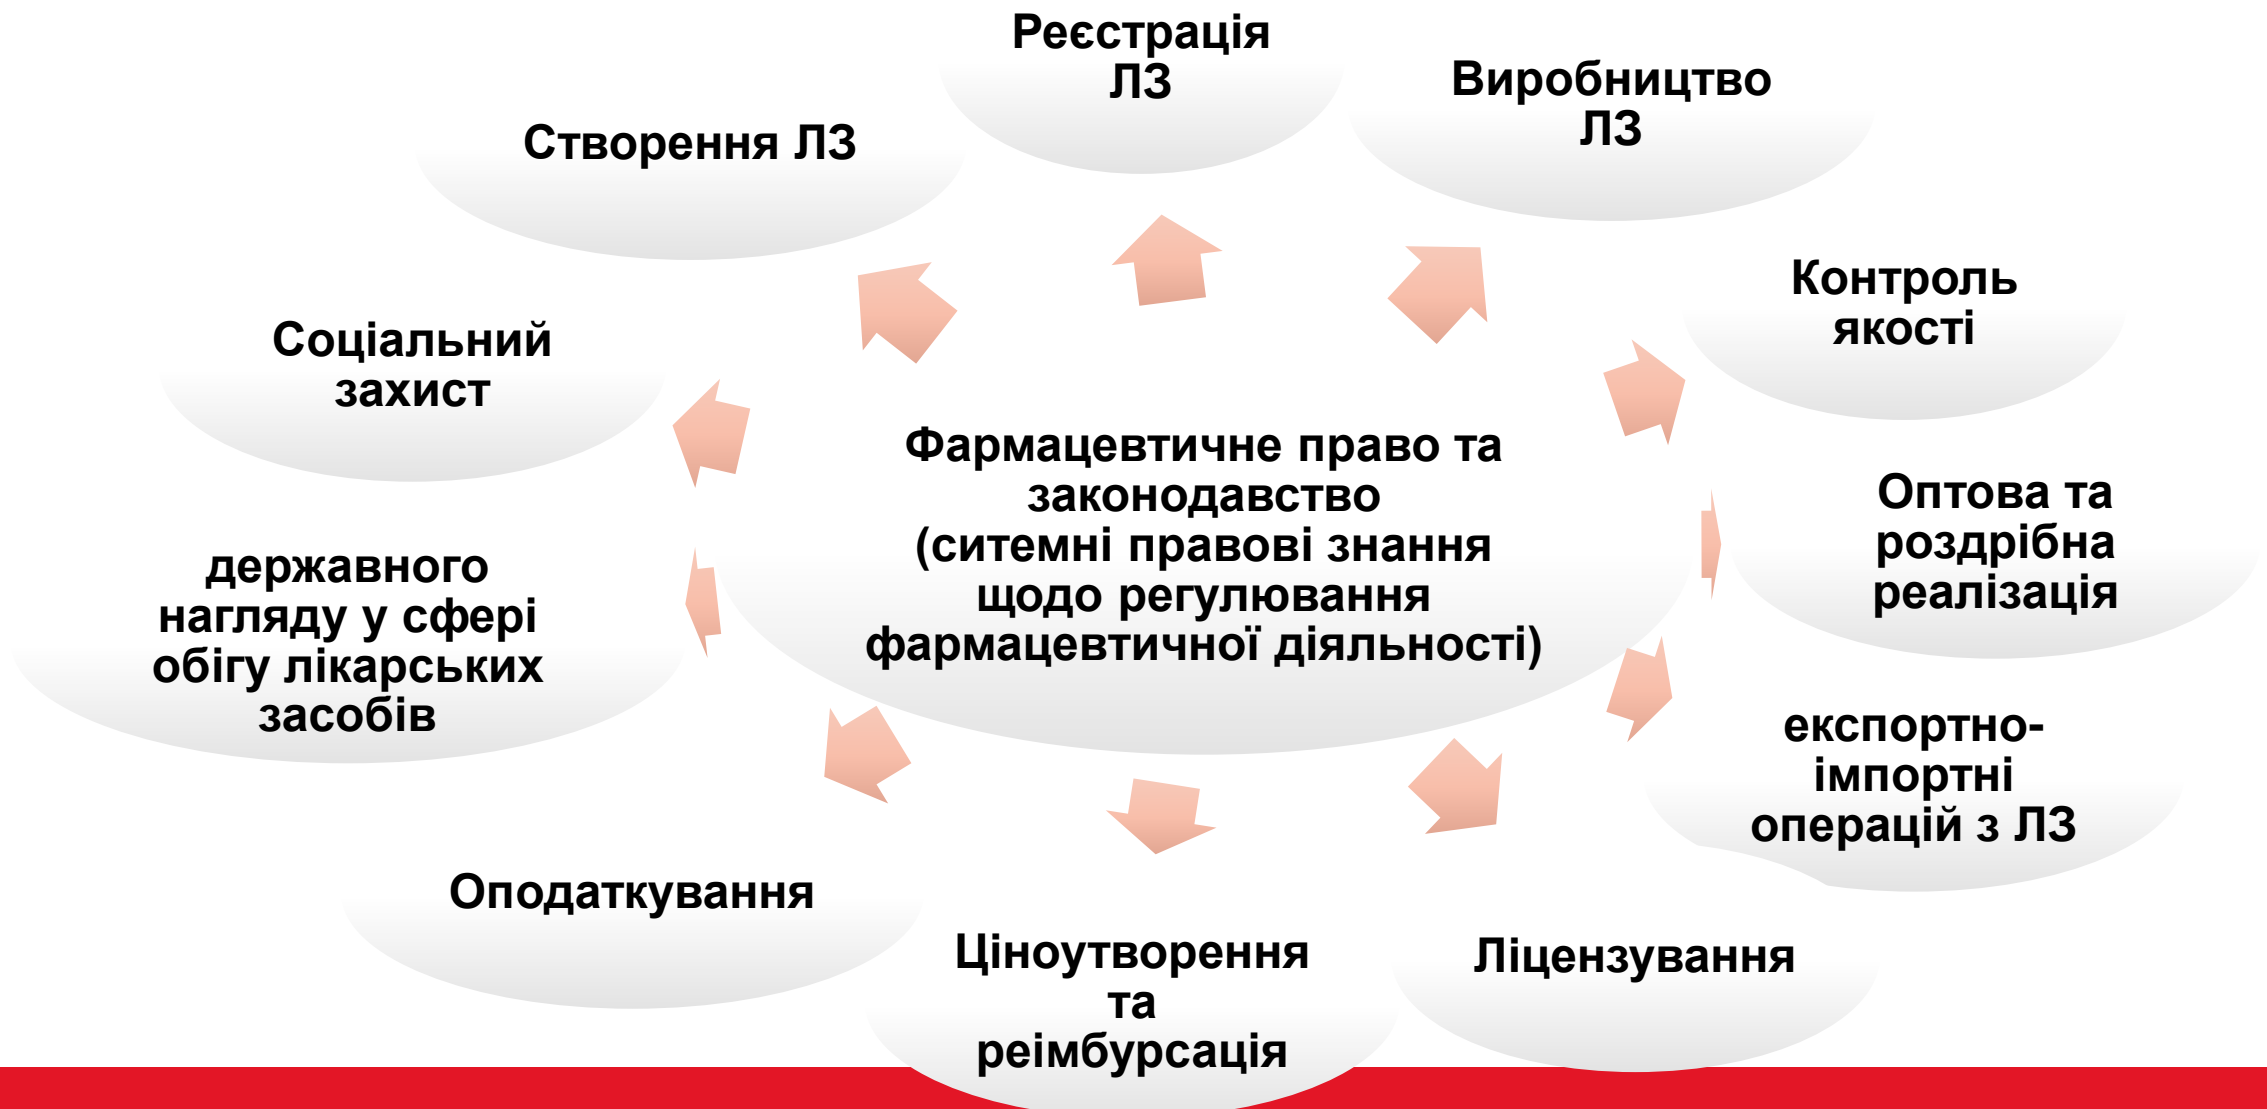 Реєстрація
ЛЗ
Виробництво
ЛЗ
Створення ЛЗ
Контроль
якості
Соціальний
захист
Фармацевтичне право та
законодавство
(ситемні правові знання
щодо регулювання
фармацевтичної діяльності)
Оптова та
роздрібна
реалізація
державного
нагляду у сфері
обігу лікарських
засобів
експортно-
імпортні
операцій з ЛЗ
Оподаткування
Ціноутворення
та
реімбурсація
Ліцензування